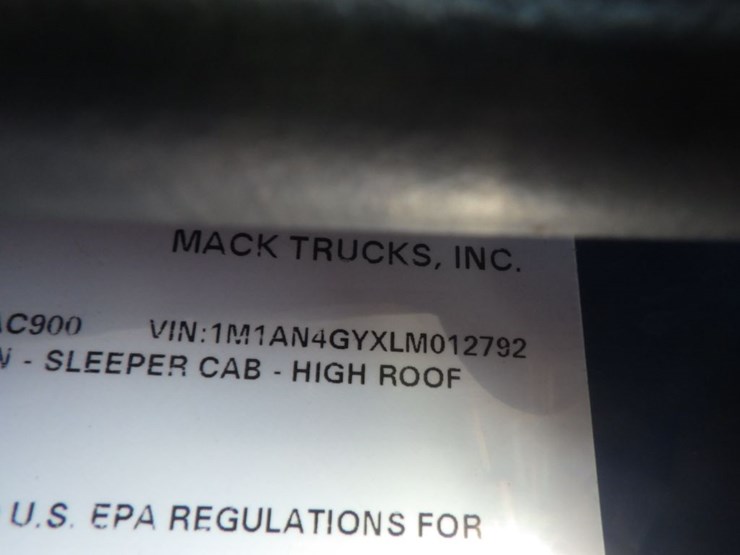 MACK TRUCKS, INC.
C900 VIN:1M1AN4GYXLM012792
- SLEEPER CAB - HIGH ROOF
U.S. EPA REGULATIONS FOR